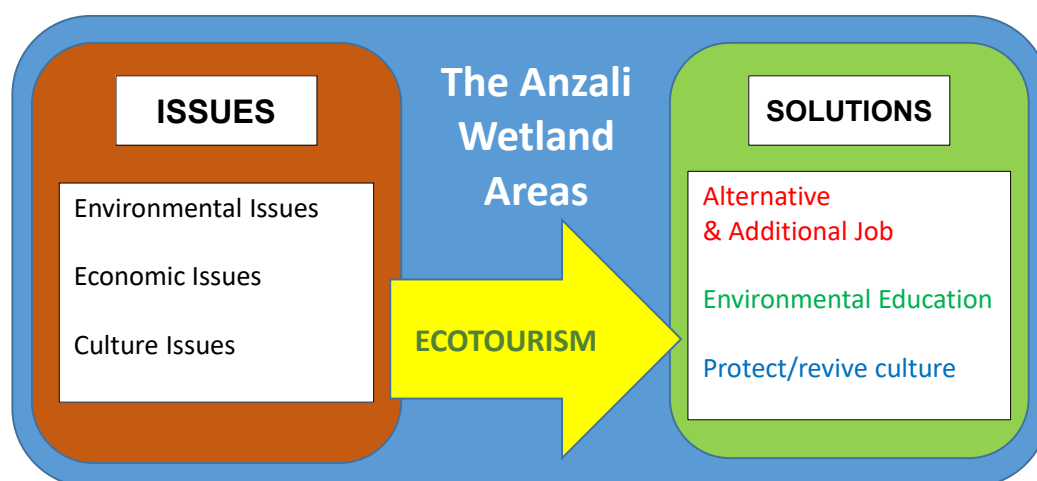 ISSUES
Environmental Issues
Economic Issues
Culture Issues
The Anzali
Wetland
Areas
ECOTOURISM
SOLUTIONS
Alternative
& Additional Job
Environmental Education
Protect/revive culture